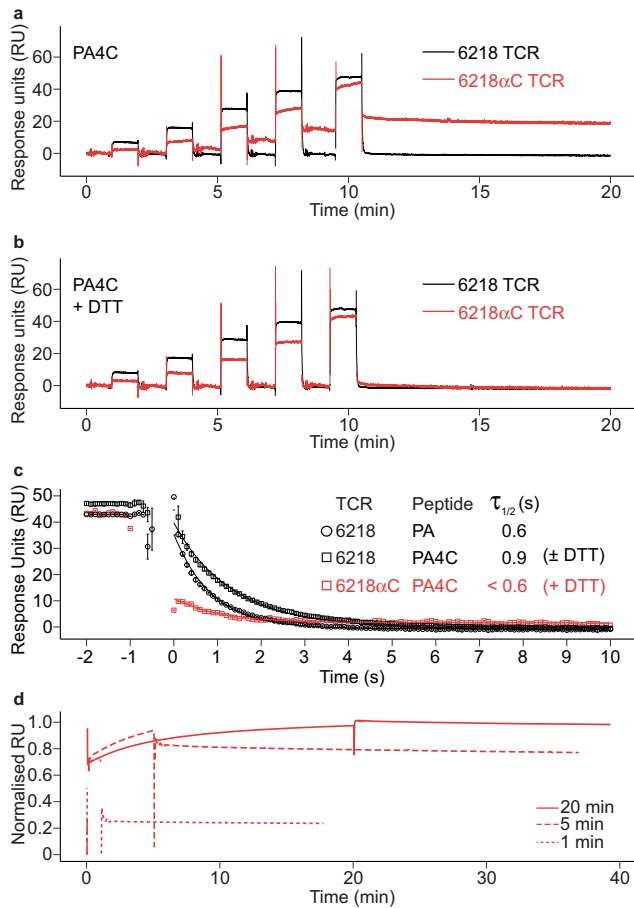 a
PA4C
6218 TCR
6218αC TCR
Response units (RU)
60
40
20
0
0 5 10 15 20
Time (min)
b
PA4C
+ DTT
6218 TCR
6218αC TCR
Response units (RU)
60
40
20
0
0 5 10 15 20
Time (min)
c
Response Units (RU)
50
40
30
20
10
0
TCR Peptide τ1/2 (s)
6218 PA 0.6
6218 PA4C 0.9 (± DTT)
6218αC PA4C < 0.6 (+ DTT)
-2 -1 0 1 2 3 4 5 6 7 8 9 10
Time (s)
d
Normalised RU
1.0
0.8
0.6
0.4
0.2
0
20 min
5 min
1 min
0 10 20 30 40
Time (min)